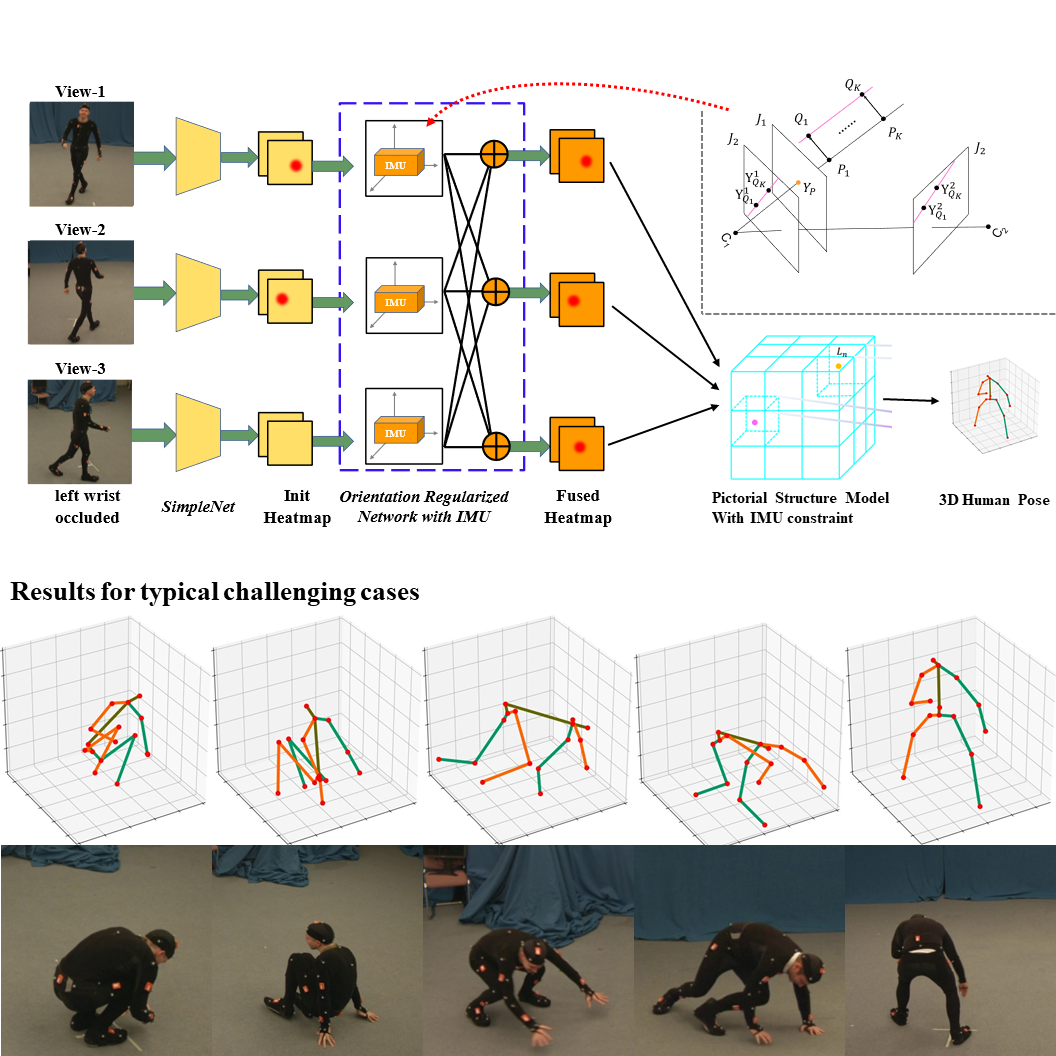 View-1
View-2
View-3
left wrist
occluded
SimpleNet
Init
Heatmap
IMU
IMU
IMU
Orientation Regularized
Network with IMU
Fused
Heatmap
Q_K
Q_1
......
P_K
P_1
J_1
J_2
J_2
Y^1_{Q_K}
Y^1_{Q_1}
Y_P
Y^2_{Q_K}
Y^2_{Q_1}
C_1
C_2
L_n
Pictorial Structure Model
With IMU constraint
3D Human Pose
Results for typical challenging cases